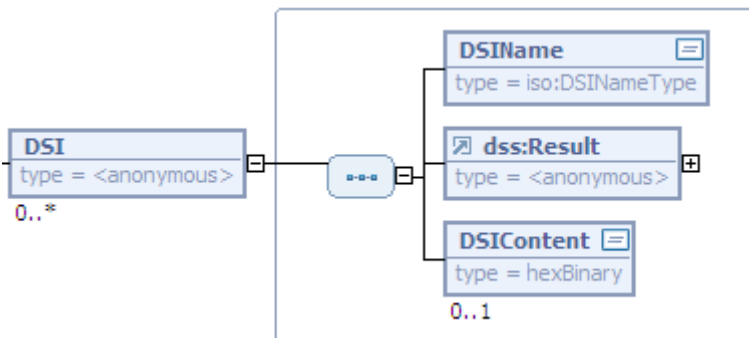 DSIName
type = iso:DSINameType
DSI
type = <anonymous>
0..*
dss:Result
type = <anonymous>
DSIContent
type = hexBinary
0..1